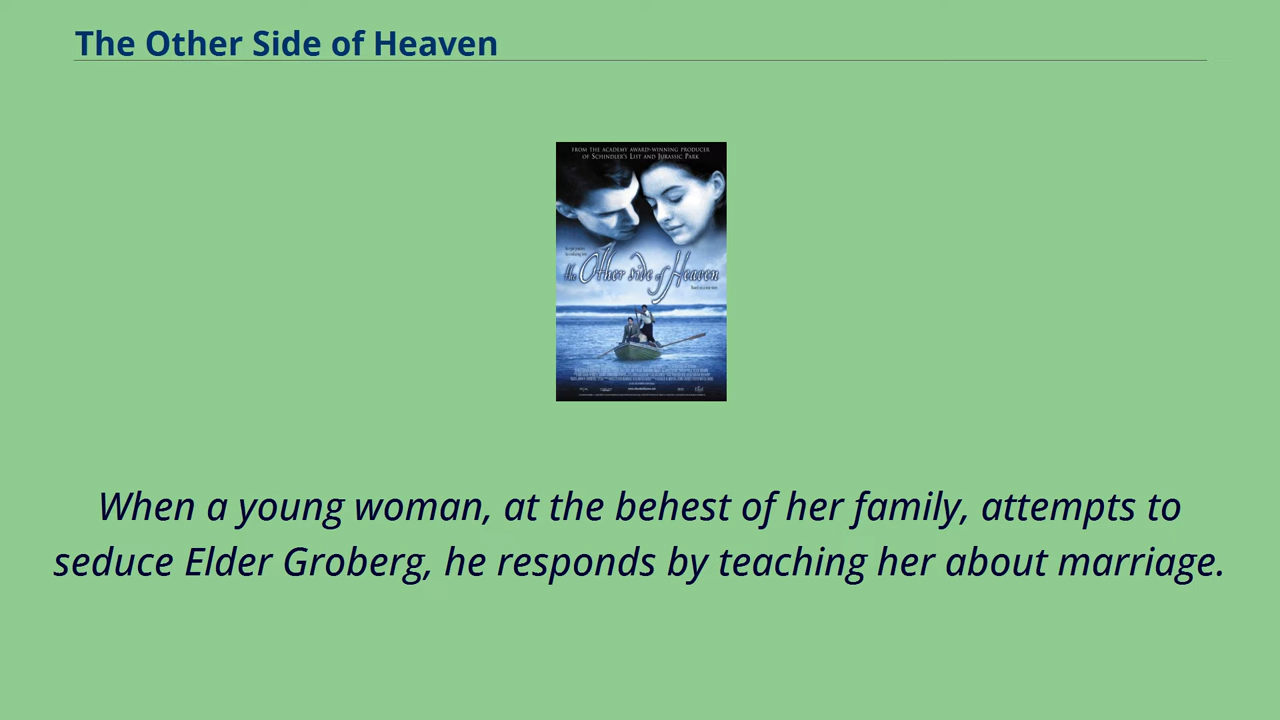 The Other Side of Heaven
FROM THE ACADEMY AWARD-WINNING PRODUCER
OF SCHINDLER'S LIST AND JURASSIC PARK
the Other side of Heaven
When a young woman, at the behest of her family, attempts to
seduce Elder Groberg, he responds by teaching her about marriage.